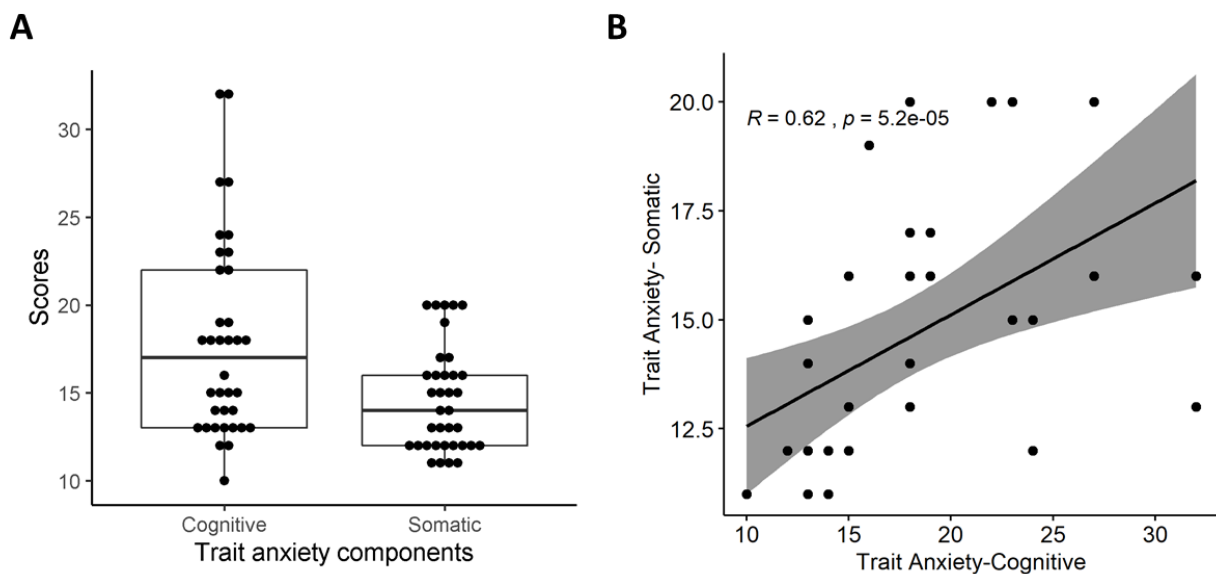 A
Scores
30
25
20
15
10
Cognitive Somatic
Trait anxiety components
B
Trait Anxiety- Somatic
20.0
17.5
15.0
12.5
R = 0.62 , p = 5.2e-05
10 15 20 25 30
Trait Anxiety-Cognitive